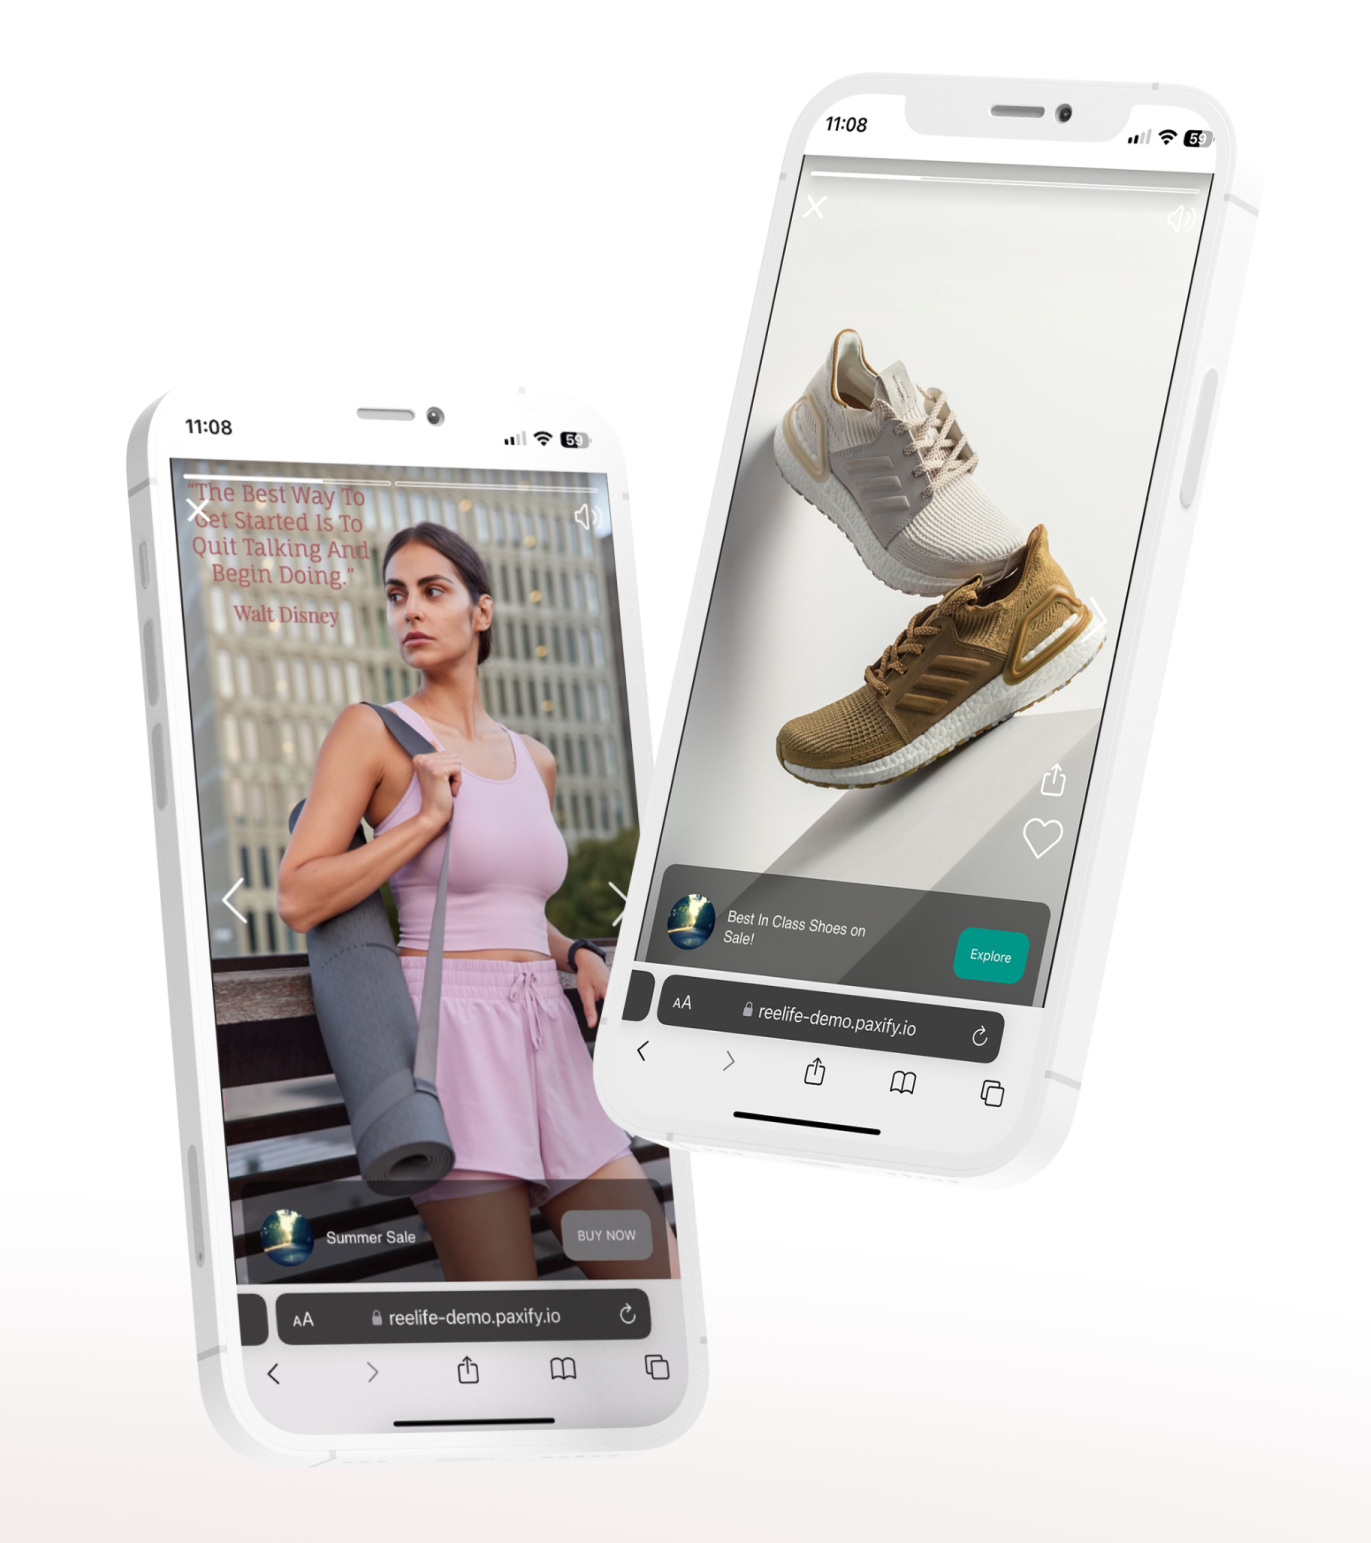 11:08
59
“The Best Way To
Get Started Is To
Quit Talking And
Begin Doing.”
Walt Disney
Summer Sale
BUY NOW
AA
reelife-demo.paxify.io
11:08
59
Best In Class Shoes on
Sale!
Explore
AA
reelife-demo.paxify.io